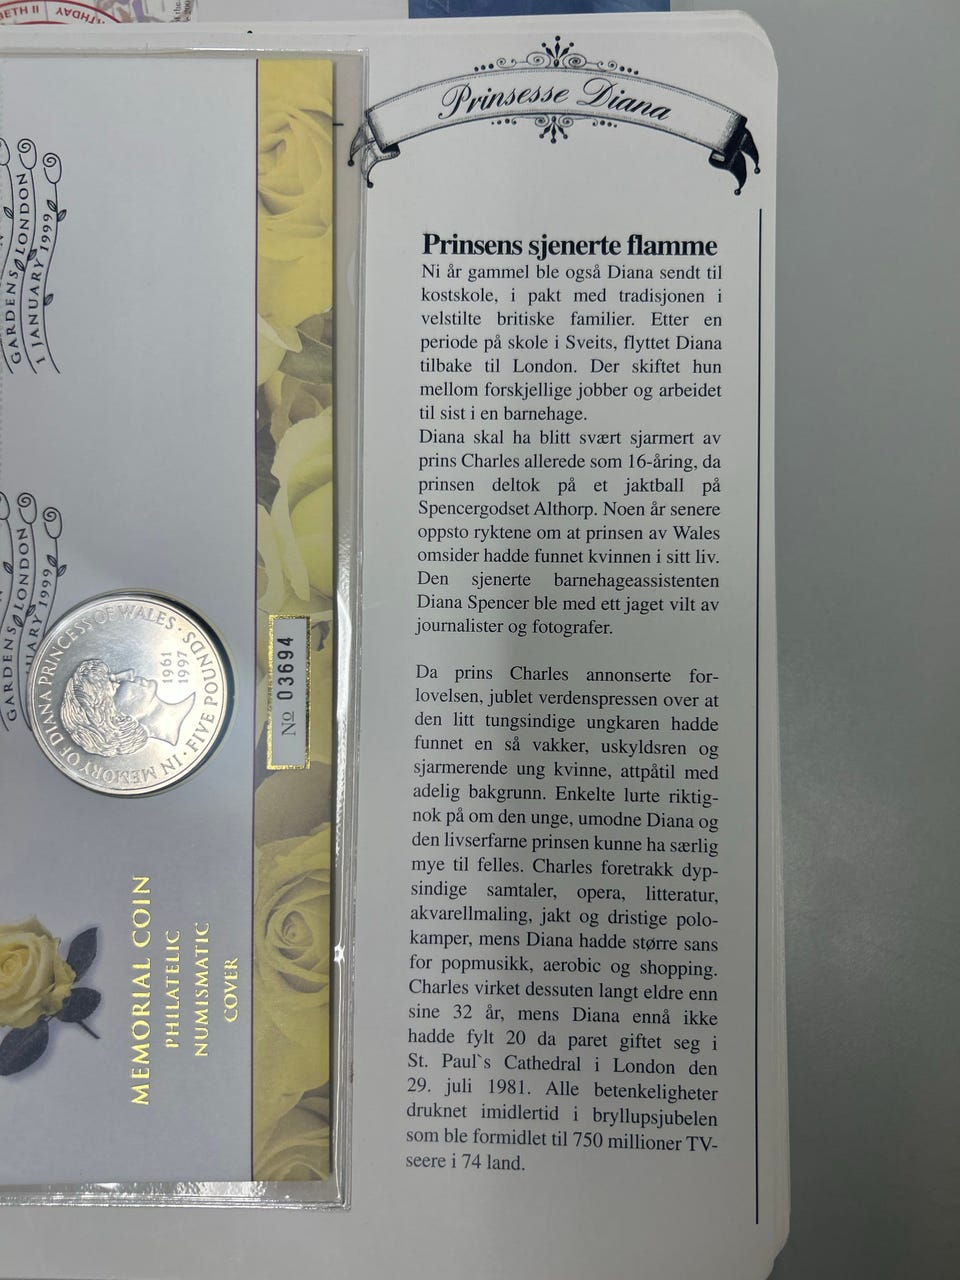 BETH II
Prinsesse Diana
Prinsens sjenerte flamme
Ni år gammel ble også Diana sendt til
kostskole, i pakt med tradisjonen i
velstilte britiske familier. Etter en
periode på skole i Sveits, flyttet Diana
tilbake til London. Der skiftet hun
mellom forskjellige jobber og arbeidet
til sist i en barnehage.
Diana skal ha blitt svært sjarmert av
prins Charles allerede som 16-åring, da
prinsen deltok på et jaktball på
Spencergodset Althorp. Noen år senere
oppsto ryktene om at prinsen av Wales
omsider hadde funnet kvinnen i sitt liv.
Den sjenerte barnehageassistenten
Diana Spencer ble med ett jaget vilt av
journalister og fotografer.
Da prins Charles annonserte for-
lovelsen, jublet verdenspressen over at
den litt tungsindige ungkaren hadde
funnet en så vakker, uskyldsren og
sjarmerende ung kvinne, attpåtil med
adelig bakgrunn. Enkelte lurte riktig-
nok på om den unge, umodne Diana og
den livserfarne prinsen kunne ha særlig
mye til felles. Charles foretrakk dyp-
sindige samtaler, opera, litteratur,
akvarellmaling, jakt og dristige polo-
kamper, mens Diana hadde større sans
for popmusikk, aerobic og shopping.
Charles virket dessuten langt eldre enn
sine 32 år, mens Diana ennå ikke
hadde fylt 20 da paret giftet seg i
St. Paul`s Cathedral i London den
29. juli 1981. Alle betenkeligheter
druknet imidlertid i bryllupsjubelen
som ble formidlet til 750 millioner TV-
seere i 74 land.
GARDENS LONDON
1 JANUARY 1999
GARDENS LONDON
UARY 1999
IN MEMORY OF DIANA PRINCESS OF WALES · FIVE POUNDS ·
1961
1997
No 03694
MEMORIAL COIN
PHILATELIC
NUMISMATIC
COVER